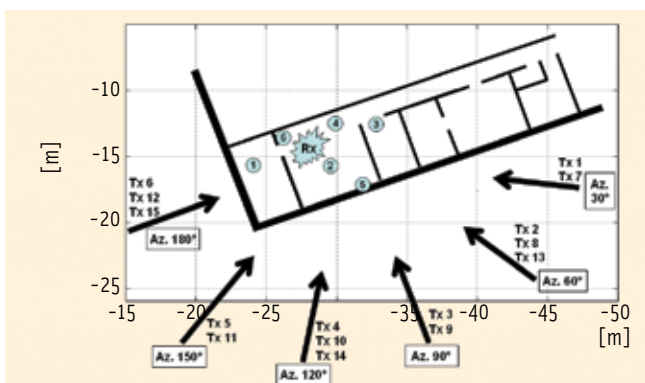 -10
[m]
-15
-20
-25
4
3
6
Rx
1
2
5
Tx 1
Tx 7
Az.
30°
Tx 6
Tx 12
Tx 15
Az. 180°
Tx 2
Tx 8
Tx 13
Az. 60°
-15
-20
-25
-35
-40
-45
-50
[m]
Tx 5
Tx 11
Az. 150°
Tx 4
Tx 10
Tx 14
Az. 120°
Tx 3
Tx 9
Az. 90°